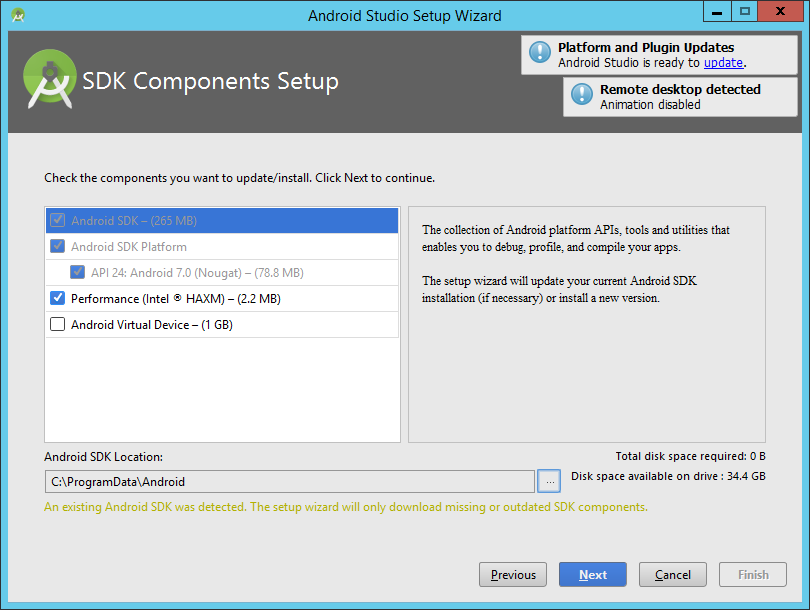 Android Studio Setup Wizard
Platform and Plugin Updates
Android Studio is ready to update.
Remote desktop detected
Animation disabled
SDK Components Setup
Check the components you want to update/install. Click Next to continue.
Android SDK – (265 MB)
Android SDK Platform
API 24: Android 7.0 (Nougat) – (78.8 MB)
Performance (Intel ® HAXM) – (2.2 MB)
Android Virtual Device – (1 GB)
The collection of Android platform APIs, tools and utilities that
enables you to debug, profile, and compile your apps.
The setup wizard will update your current Android SDK
installation (if necessary) or install a new version.
Android SDK Location:
Total disk space required: 0 B
C:\ProgramData\Android
...
Disk space available on drive : 34.4 GB
An existing Android SDK was detected. The setup wizard will only download missing or outdated SDK components.
Previous
Next
Cancel
Finish